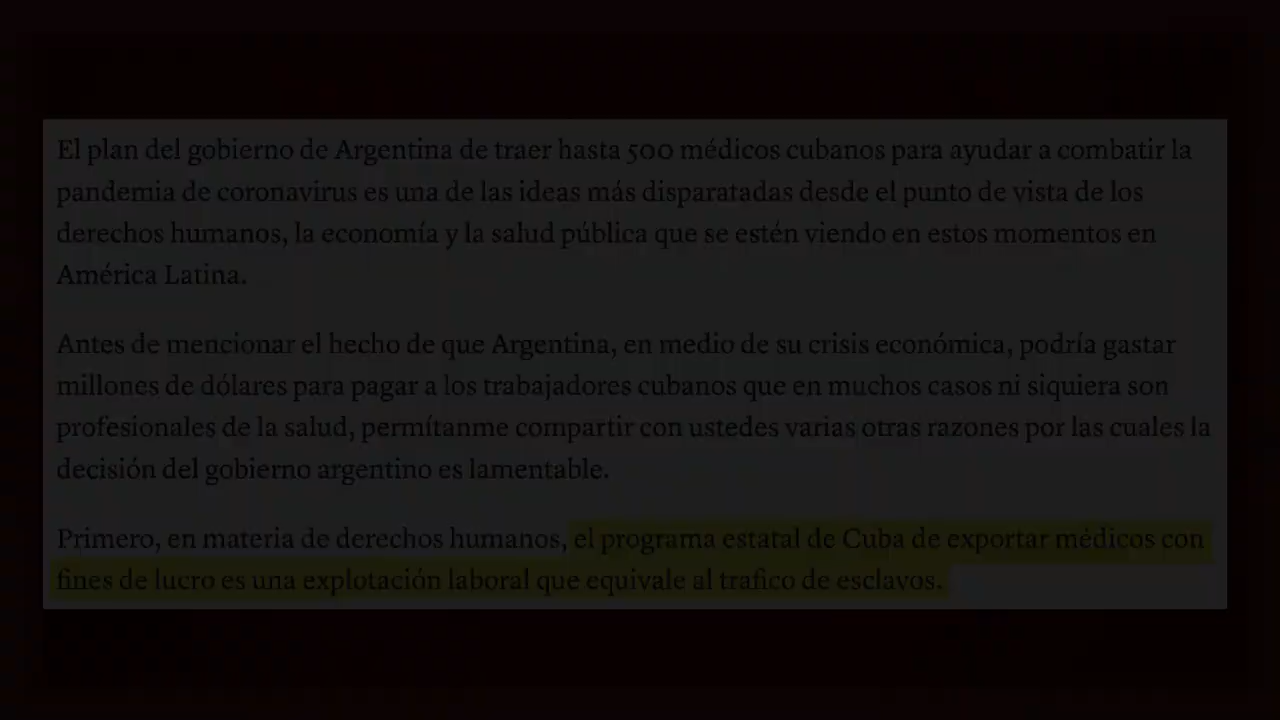 El plan del gobierno de Argentina de traer hasta 500 médicos cubanos para ayudar a combatir la
pandemia de coronavirus es una de las ideas más disparatadas desde el punto de vista de los
derechos humanos, la economía y la salud pública que se estén viendo en estos momentos en
América Latina.
Antes de mencionar el hecho de que Argentina, en medio de su crisis económica, podría gastar
millones de dólares para pagar a los trabajadores cubanos que en muchos casos ni siquiera son
profesionales de la salud, permítanme compartir con ustedes varias otras razones por las cuales la
decisión del gobierno argentino es lamentable.
Primero, en materia de derechos humanos, el programa estatal de Cuba de exportar médicos con
fines de lucro es una explotación laboral que equivale al trafico de esclavos.